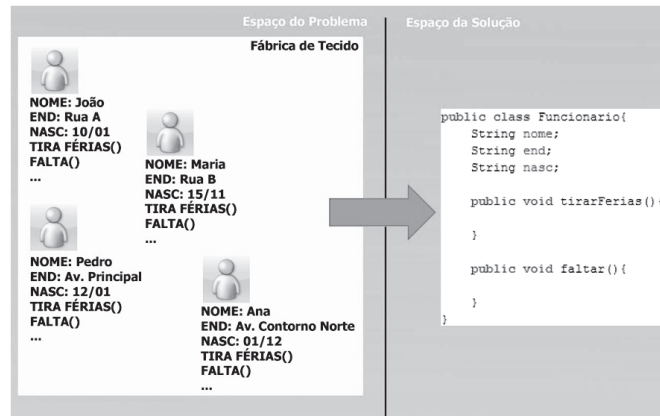 Espaço do Problema
Espaço da Solução
Fábrica de Tecido
NOME: João
END: Rua A
NASC: 10/01
TIRA FÉRIAS()
FALTA()
...
NOME: Maria
END: Rua B
NASC: 15/11
TIRA FÉRIAS()
FALTA()
...
NOME: Pedro
END: Av. Principal
NASC: 12/01
TIRA FÉRIAS()
FALTA()
...
NOME: Ana
END: Av. Contorno Norte
NASC: 01/12
TIRA FÉRIAS()
FALTA()
...
public class Funcionario{
String nome;
String end;
String nasc;
public void tirarFerias(){
}
public void faltar(){
}
}